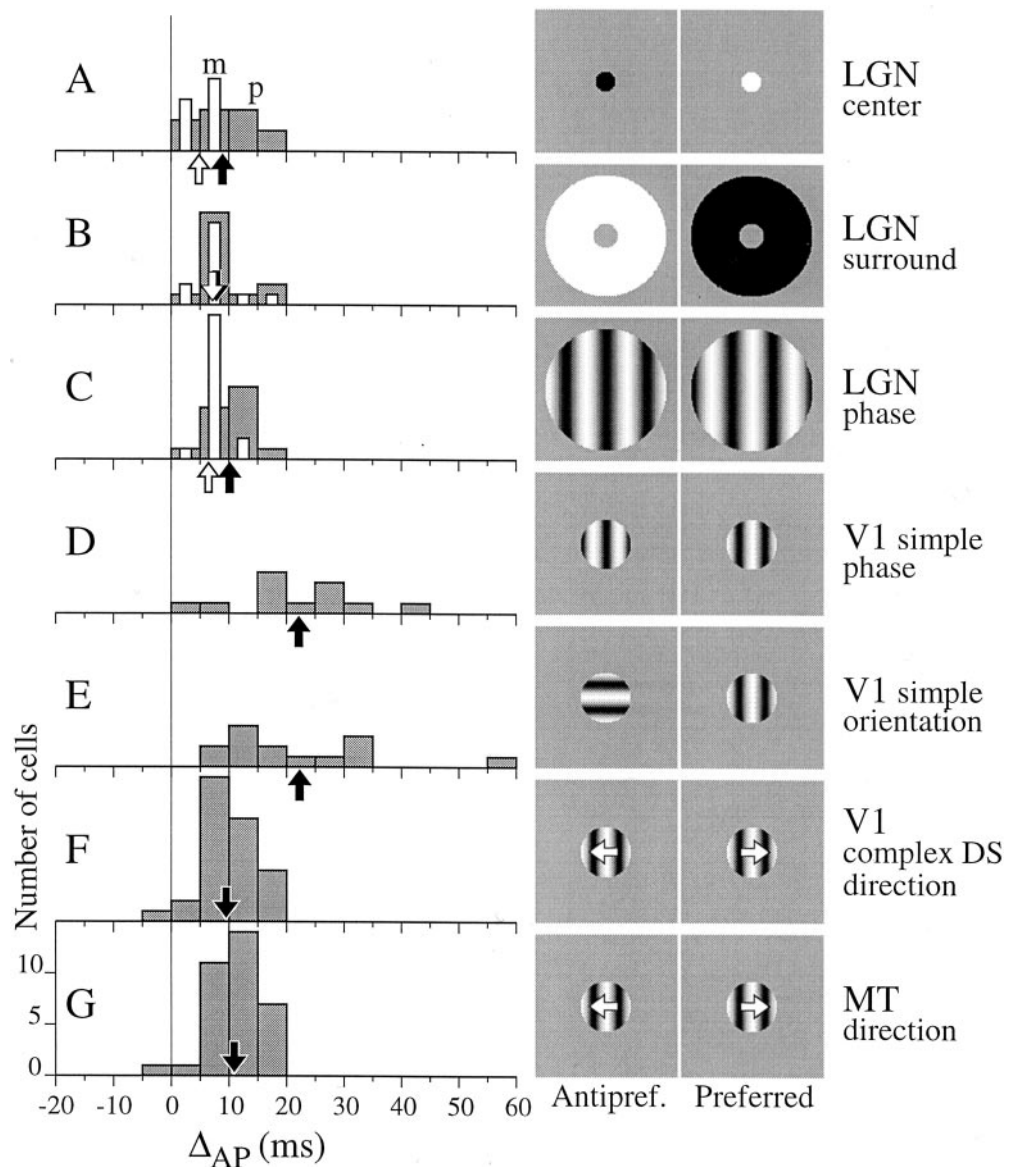 A
m
p
LGN
center
B
LGN
surround
C
LGN
phase
D
V1 simple
phase
E
V1 simple
orientation
Number of cells
F
V1
complex DS
direction
G
10
5
0
MT
direction
-20 -10 0 10 20 30 40 50 60
Antipref. Preferred
Δ_AP (ms)